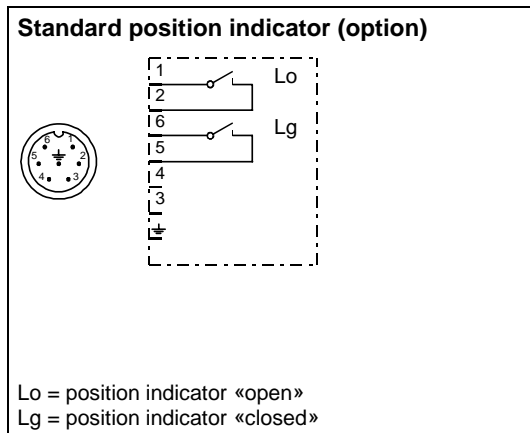 Standard position indicator (option)
1
Lo
2
6
Lg
5
4
3
6 1
5 2
4 3
Lo = position indicator «open»
Lg = position indicator «closed»